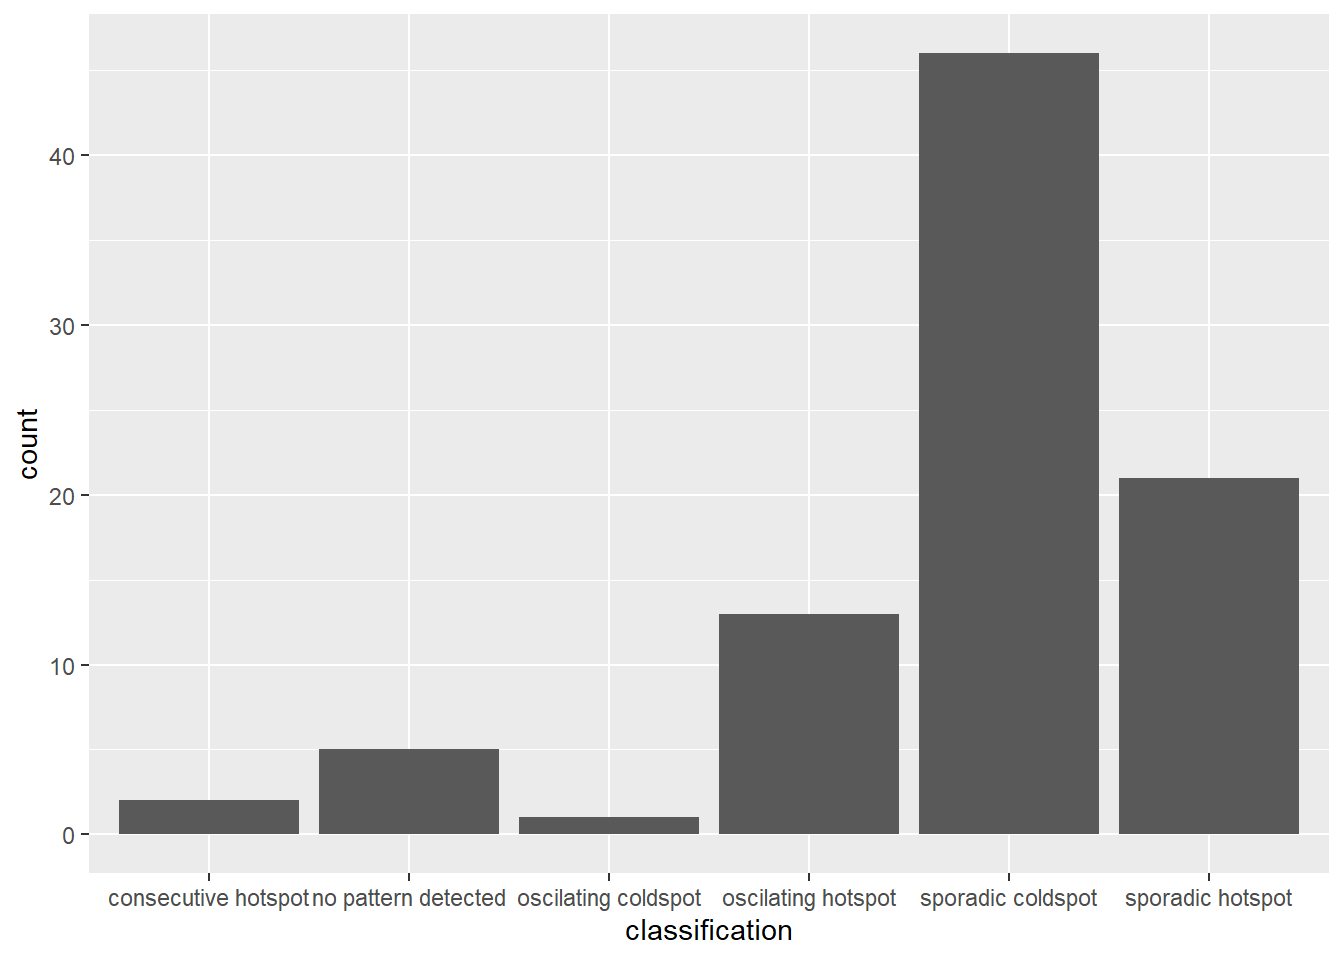 count
40
30
20
10
0
consecutive hotspot no pattern detected oscilating coldspot oscilating hotspot sporadic coldspot sporadic hotspot
classification